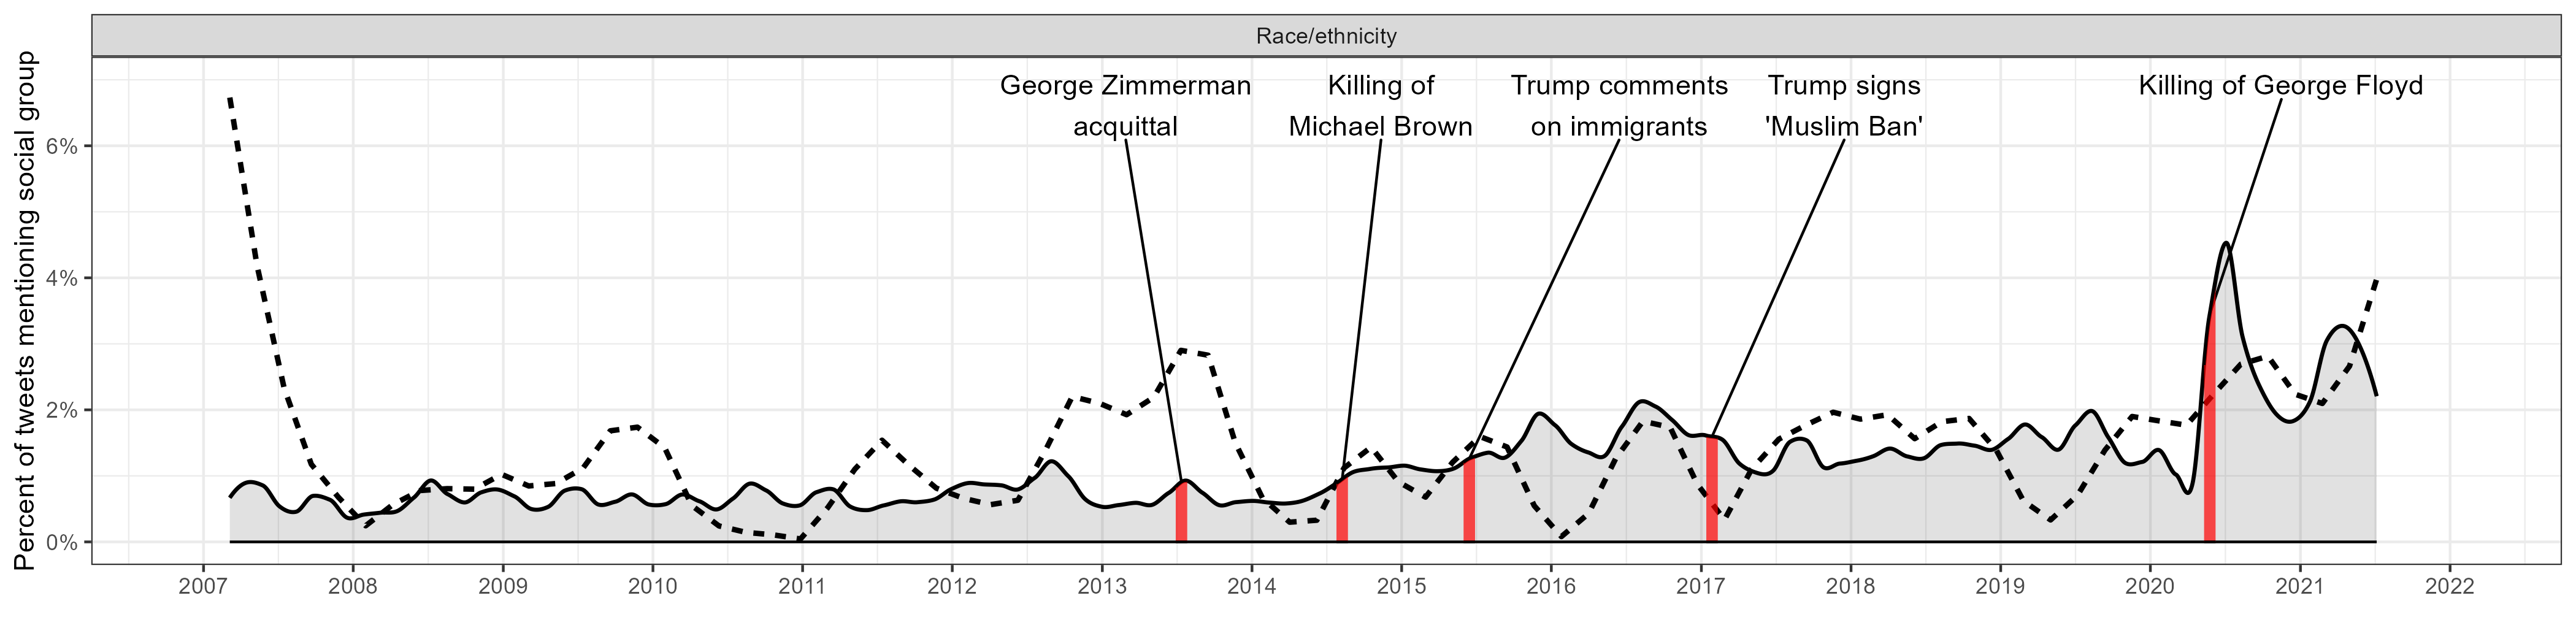 Race/ethnicity
Percent of tweets mentioning social group
George Zimmerman
acquittal
Killing of
Michael Brown
Trump comments
on immigrants
Trump signs
'Muslim Ban'
Killing of George Floyd
6%
4%
2%
0%
2007 2008 2009 2010 2011 2012 2013 2014 2015 2016 2017 2018 2019 2020 2021 2022